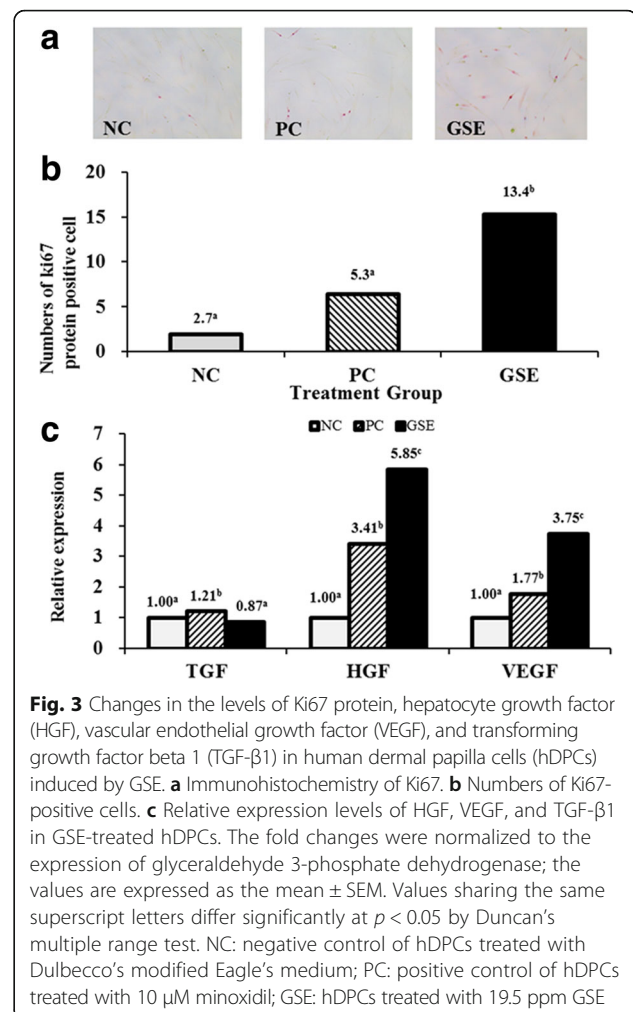 a
NC
PC
GSE
b
Numbers of ki67
protein positive cell
20
15
10
5
0
2.7ᵃ
5.3ᵃ
13.4ᵇ
NC
PC
GSE
Treatment Group
c
Relative expression
7
6
5
4
3
2
1
0
NC PC GSE
1.00ᵃ
1.21ᵇ
0.87ᵃ
1.00ᵃ
3.41ᵇ
5.85ᶜ
1.00ᵃ
1.77ᵇ
3.75ᶜ
TGF
HGF
VEGF
Fig. 3 Changes in the levels of Ki67 protein, hepatocyte growth factor
(HGF), vascular endothelial growth factor (VEGF), and transforming
growth factor beta 1 (TGF-β1) in human dermal papilla cells (hDPCs)
induced by GSE. a Immunohistochemistry of Ki67. b Numbers of Ki67-
positive cells. c Relative expression levels of HGF, VEGF, and TGF-β1
in GSE-treated hDPCs. The fold changes were normalized to the
expression of glyceraldehyde 3-phosphate dehydrogenase; the
values are expressed as the mean ± SEM. Values sharing the same
superscript letters differ significantly at p < 0.05 by Duncan’s
multiple range test. NC: negative control of hDPCs treated with
Dulbecco’s modified Eagle’s medium; PC: positive control of hDPCs
treated with 10 μM minoxidil; GSE: hDPCs treated with 19.5 ppm GSE